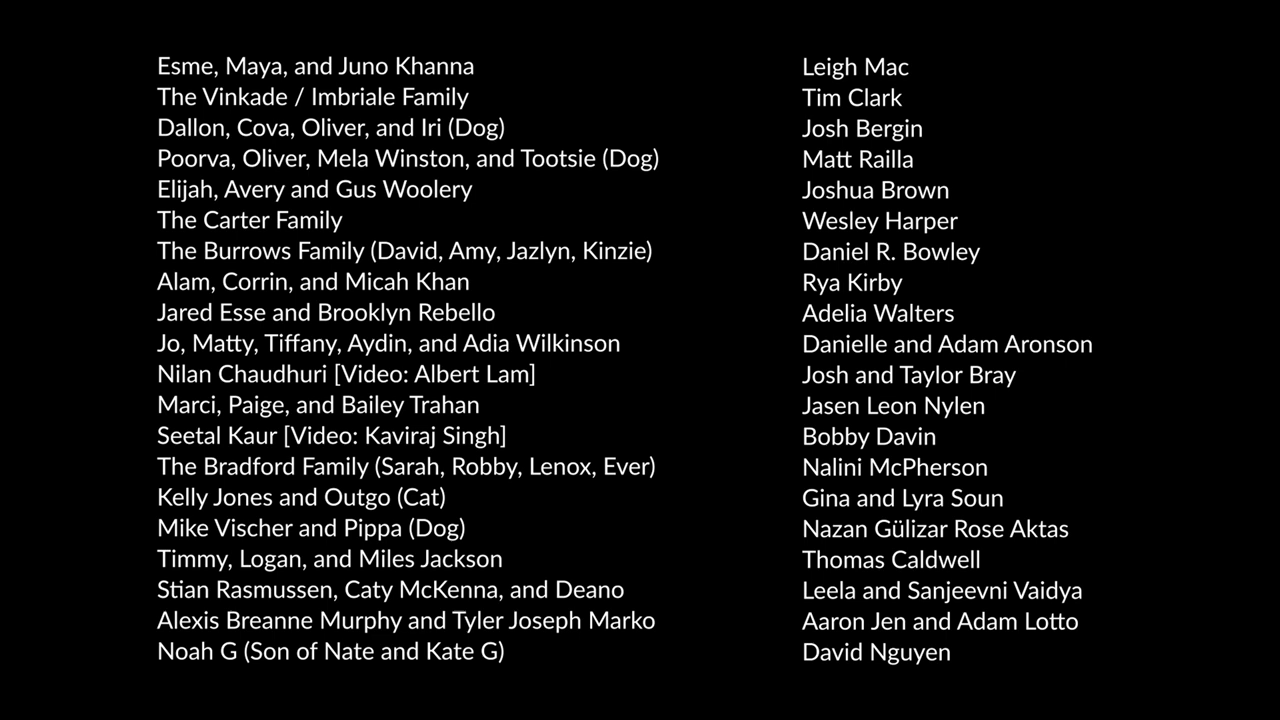 Esme, Maya, and Juno Khanna
The Vinkade / Imbriale Family
Dallon, Cova, Oliver, and Iri (Dog)
Poorva, Oliver, Mela Winston, and Tootsie (Dog)
Elijah, Avery and Gus Woolery
The Carter Family
The Burrows Family (David, Amy, Jazlyn, Kinzie)
Alam, Corrin, and Micah Khan
Jared Esse and Brooklyn Rebello
Jo, Matty, Tiffany, Aydin, and Adia Wilkinson
Nilan Chaudhuri [Video: Albert Lam]
Marci, Paige, and Bailey Trahan
Seetal Kaur [Video: Kaviraj Singh]
The Bradford Family (Sarah, Robby, Lenox, Ever)
Kelly Jones and Outgo (Cat)
Mike Vischer and Pippa (Dog)
Timmy, Logan, and Miles Jackson
Stian Rasmussen, Caty McKenna, and Deano
Alexis Breanne Murphy and Tyler Joseph Marko
Noah G (Son of Nate and Kate G)
Leigh Mac
Tim Clark
Josh Bergin
Matt Railla
Joshua Brown
Wesley Harper
Daniel R. Bowley
Rya Kirby
Adelia Walters
Danielle and Adam Aronson
Josh and Taylor Bray
Jasen Leon Nylen
Bobby Davin
Nalini McPherson
Gina and Lyra Soun
Nazan Gülizar Rose Aktas
Thomas Caldwell
Leela and Sanjeevni Vaidya
Aaron Jen and Adam Lotto
David Nguyen